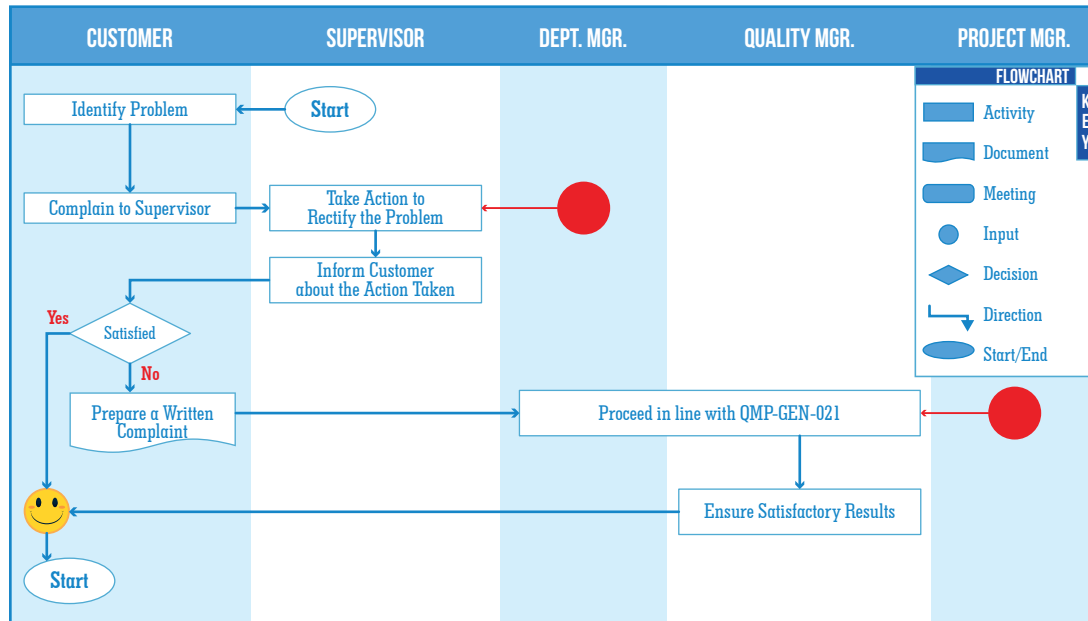 CUSTOMER
SUPERVISOR
DEPT. MGR.
QUALITY MGR.
PROJECT MGR.
FLOWCHART
K
E
Y
Activity
Document
Meeting
Input
Decision
Direction
Start/End
Identify Problem
Start
Complain to Supervisor
Take Action to
Rectify the Problem
Inform Customer
about the Action Taken
Yes
Satisfied
No
Prepare a Written
Complaint
Proceed in line with QMP-GEN-021
Ensure Satisfactory Results
Start